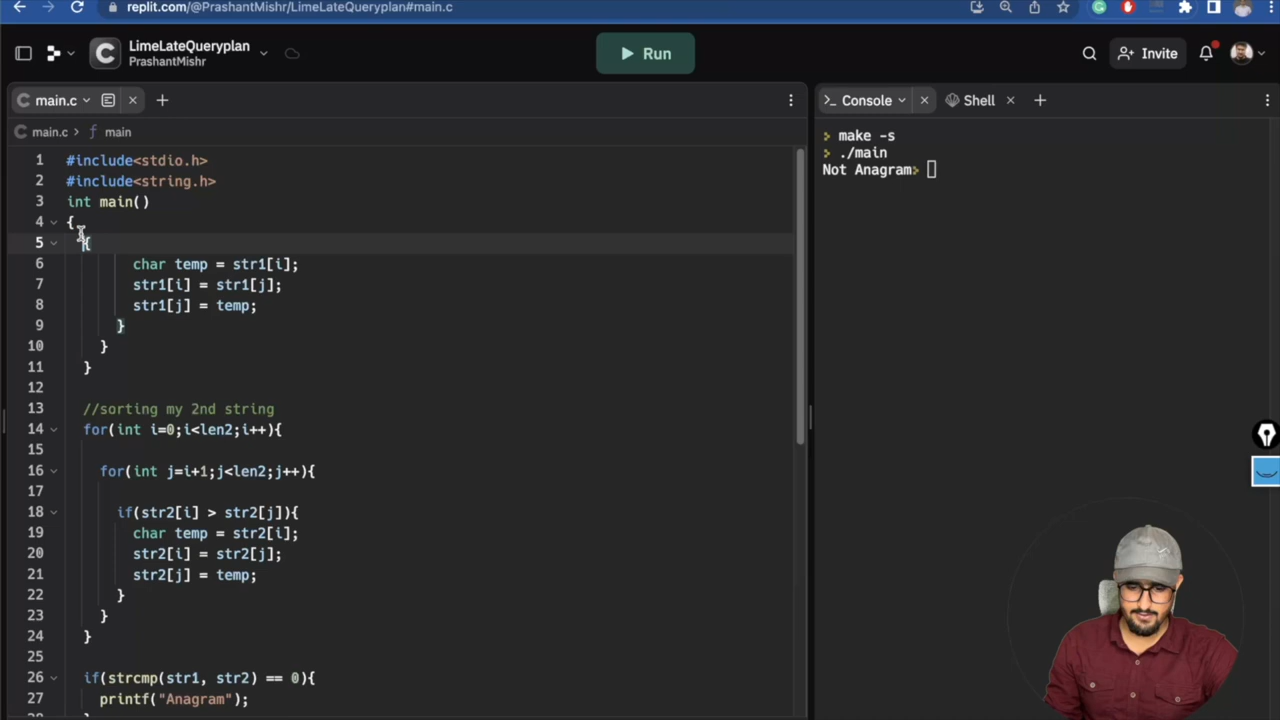 replit.com/@PrashantMishr/LimeLateQueryplan#main.c
LimeLateQueryplan
PrashantMishr
Run
Invite
main.c
Console
Shell
main.c > f main
1 #include<stdio.h>
2 #include<string.h>
3 int main()
4 {
5 {
6 char temp = str1[i];
7 str1[i] = str1[j];
8 str1[j] = temp;
9 }
10 }
11 }
12
13 //sorting my 2nd string
14 for(int i=0;i<len2;i++){
15
16 for(int j=i+1;j<len2;j++){
17
18 if(str2[i] > str2[j]){
19 char temp = str2[i];
20 str2[i] = str2[j];
21 str2[j] = temp;
22 }
23 }
24 }
25
26 if(strcmp(str1, str2) == 0){
27 printf("Anagram");
> make -s
> ./main
Not Anagram>